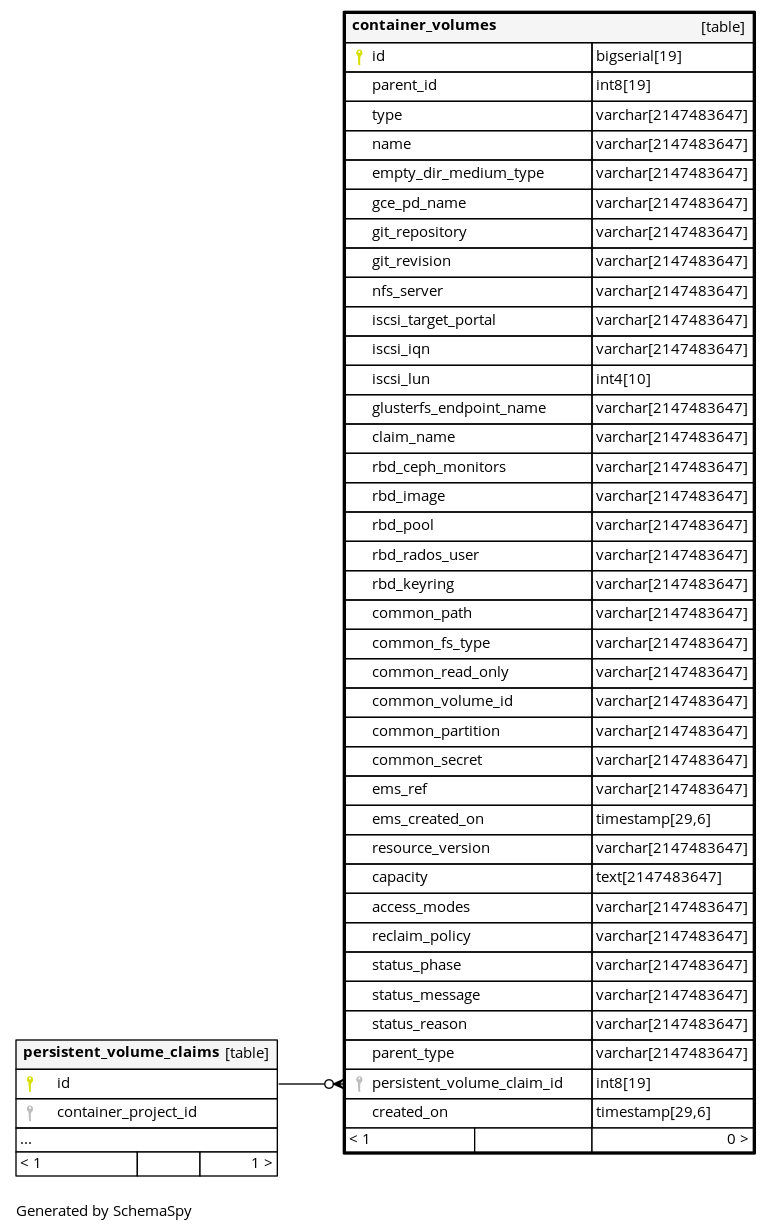 container_volumes [table]
id bigserial[19]
parent_id int8[19]
type varchar[2147483647]
name varchar[2147483647]
empty_dir_medium_type varchar[2147483647]
gce_pd_name varchar[2147483647]
git_repository varchar[2147483647]
git_revision varchar[2147483647]
nfs_server varchar[2147483647]
iscsi_target_portal varchar[2147483647]
iscsi_iqn varchar[2147483647]
iscsi_lun int4[10]
glusterfs_endpoint_name varchar[2147483647]
claim_name varchar[2147483647]
rbd_ceph_monitors varchar[2147483647]
rbd_image varchar[2147483647]
rbd_pool varchar[2147483647]
rbd_rados_user varchar[2147483647]
rbd_keyring varchar[2147483647]
common_path varchar[2147483647]
common_fs_type varchar[2147483647]
common_read_only varchar[2147483647]
common_volume_id varchar[2147483647]
common_partition varchar[2147483647]
common_secret varchar[2147483647]
ems_ref varchar[2147483647]
ems_created_on timestamp[29,6]
resource_version varchar[2147483647]
capacity text[2147483647]
access_modes varchar[2147483647]
reclaim_policy varchar[2147483647]
status_phase varchar[2147483647]
status_message varchar[2147483647]
status_reason varchar[2147483647]
parent_type varchar[2147483647]
persistent_volume_claim_id int8[19]
created_on timestamp[29,6]
< 1 0 >
persistent_volume_claims [table]
id
container_project_id
...
< 1 1 >
Generated by SchemaSpy